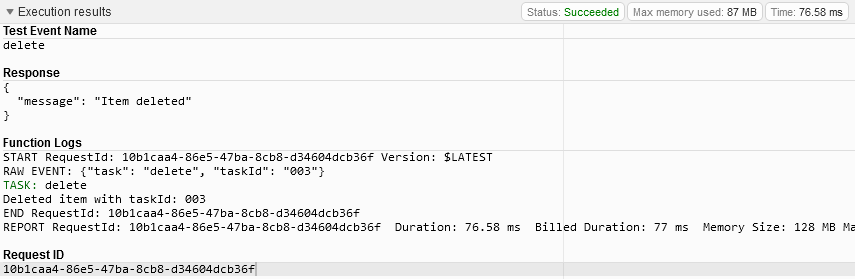 Execution results
Status: Succeeded
Max memory used: 87 MB
Time: 76.58 ms
Test Event Name
delete
Response
{
"message": "Item deleted"
}
Function Logs
START RequestId: 10b1caa4-86e5-47ba-8cb8-d34604dcb36f Version: $LATEST
RAW EVENT: {"task": "delete", "taskId": "003"}
TASK: delete
Deleted item with taskId: 003
END RequestId: 10b1caa4-86e5-47ba-8cb8-d34604dcb36f
REPORT RequestId: 10b1caa4-86e5-47ba-8cb8-d34604dcb36f Duration: 76.58 ms Billed Duration: 77 ms Memory Size: 128 MB Ma
Request ID
10b1caa4-86e5-47ba-8cb8-d34604dcb36f